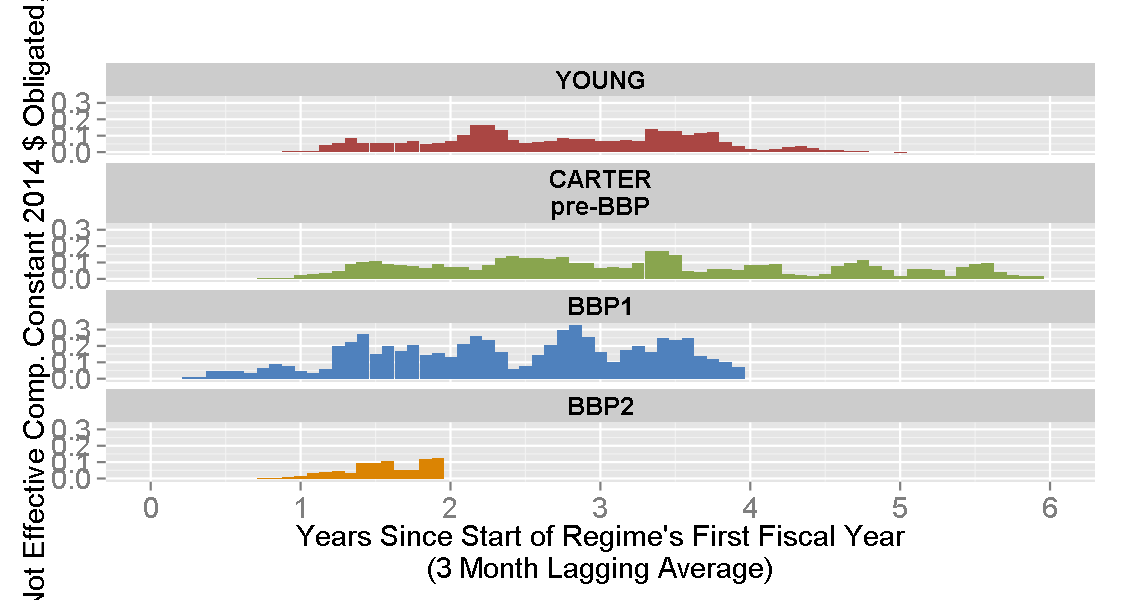 Not Effective Comp. Constant 2014 $ Obligated,
YOUNG
0.3
0.2
0.1
0.0
CARTER
pre-BBP
0.3
0.2
0.1
0.0
BBP1
0.3
0.2
0.1
0.0
BBP2
0.3
0.2
0.1
0.0
0 1 2 3 4 5 6
Years Since Start of Regime's First Fiscal Year
(3 Month Lagging Average)